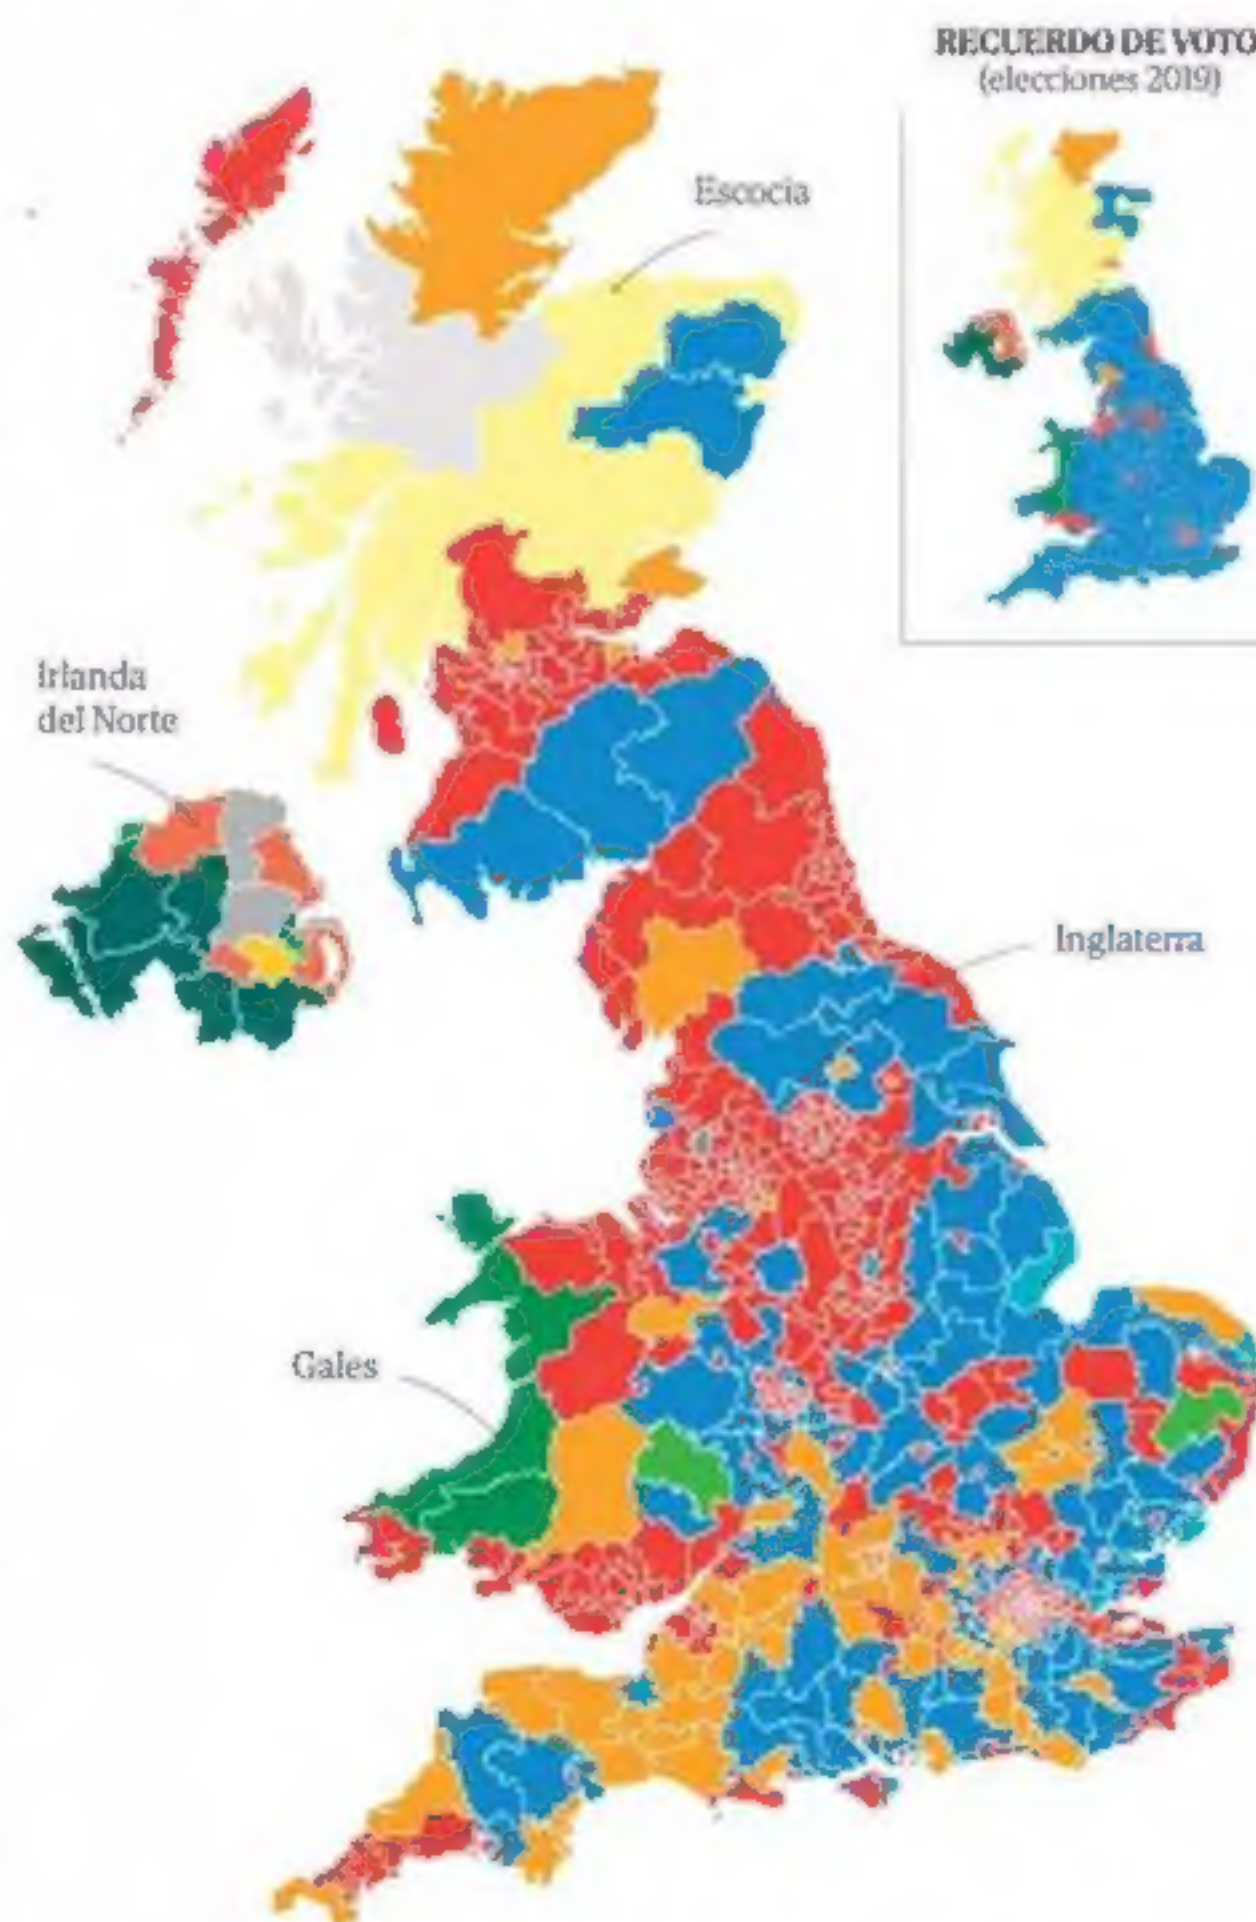 RECUERDO DE VOTO
(elecciones 2019)
Escocia
Irlanda
del Norte
Inglaterra
Gales